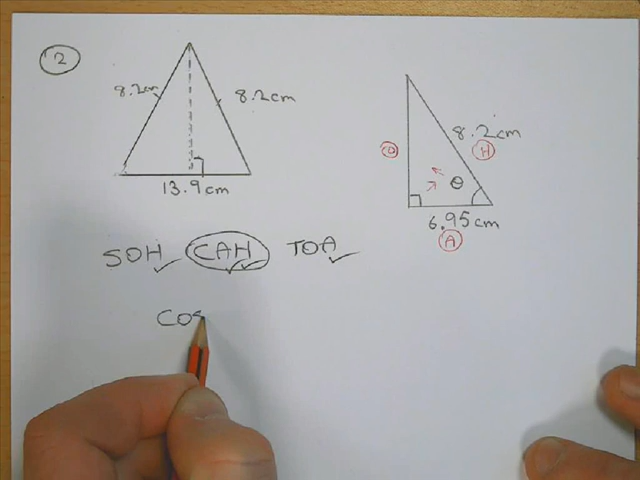 2
8.2cm
8.2cm
13.9cm
O
8.2cm
H
θ
6.95cm
A
SOH CAH TOA
Cos